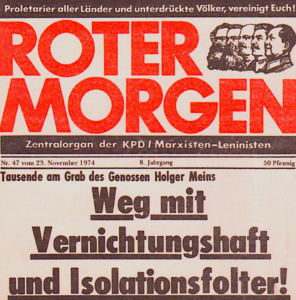 Proletarier aller Länder und unterdrückte Völker, vereinigt Euch!
ROTER
MORGEN
Zentralorgan der KPD / Marxisten-Leninisten
Nr. 47 vom 23. November 1974 8. Jahrgang 50 Pfennig
Tausende am Grab des Genossen Holger Meins
Weg mit
Vernichtungshaft
und Isolationsfolter!